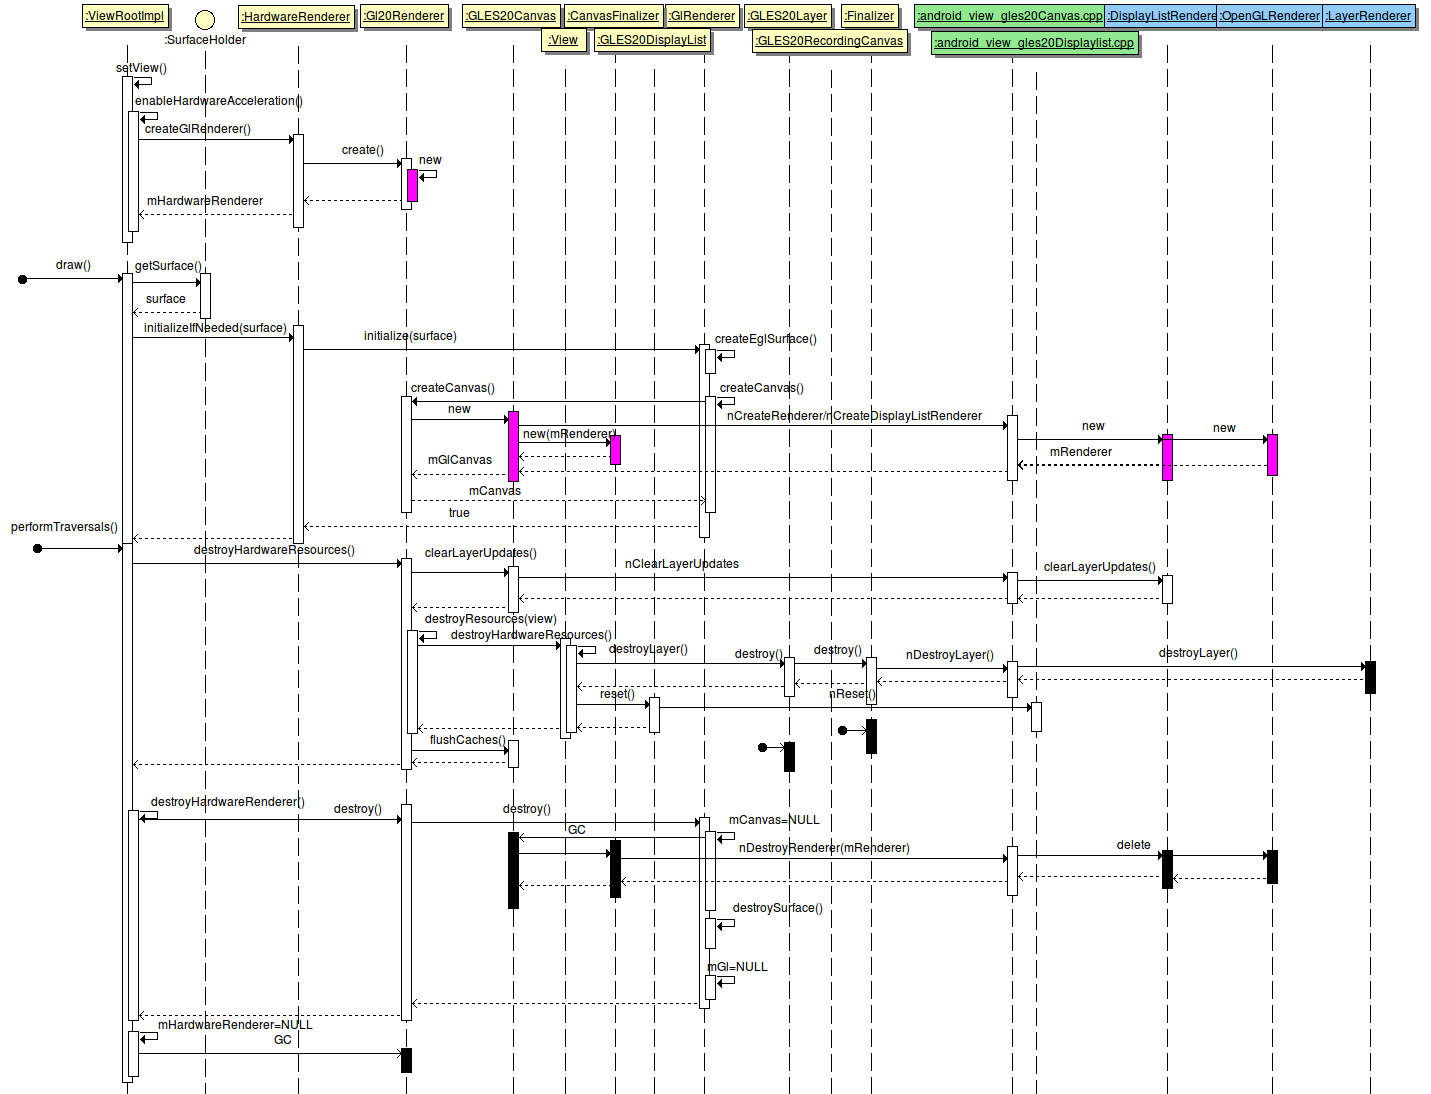 :ViewRootImpl
:SurfaceHolder
:HardwareRenderer
:Gl20Renderer
:GLES20Canvas
:CanvasFinalizer
:GlRenderer
:GLES20Layer
:Finalizer
:android_view_gles20Canvas.cpp
:DisplayListRendere
:OpenGLRenderer
:LayerRenderer
:View
:GLES20DisplayList
:GLES20RecordingCanvas
:android_view_gles20Displaylist.cpp
setView()
enableHardwareAcceleration()
createGlRenderer()
create()
new
mHardwareRenderer
draw()
getSurface()
surface
initializeIfNeeded(surface)
initialize(surface)
createEglSurface()
createCanvas()
createCanvas()
new
nCreateRenderer/nCreateDisplayListRenderer
new
new
new(mRenderer)
mGlCanvas
mRenderer
mCanvas
true
performTraversals()
destroyHardwareResources()
clearLayerUpdates()
nClearLayerUpdates
clearLayerUpdates()
destroyResources(view)
destroyHardwareResources()
destroyLayer()
destroy()
destroy()
nDestroyLayer()
destroyLayer()
reset()
nReset()
flushCaches()
destroyHardwareRenderer()
destroy()
destroy()
mCanvas=NULL
GC
nDestroyRenderer(mRenderer)
delete
destroySurface()
mGl=NULL
mHardwareRenderer=NULL
GC